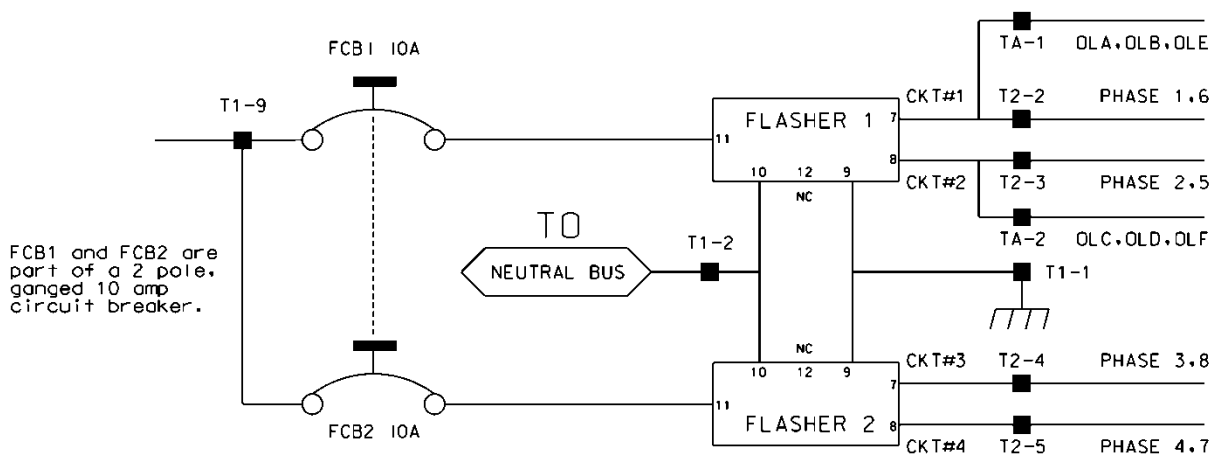 FCB1 10A
TA-1 OLA,OLB,OLE
T1-9
CKT#1 T2-2 PHASE 1,6
FLASHER 1
11
7
8
10 12 9
NC
CKT#2 T2-3 PHASE 2,5
TO
NEUTRAL BUS
T1-2
TA-2 OLC,OLD,OLF
T1-1
FCB1 and FCB2 are
part of a 2 pole,
ganged 10 amp
circuit breaker.
NC
10 12 9
CKT#3 T2-4 PHASE 3,8
7
11
FLASHER 2
8
FCB2 10A
CKT#4 T2-5 PHASE 4,7